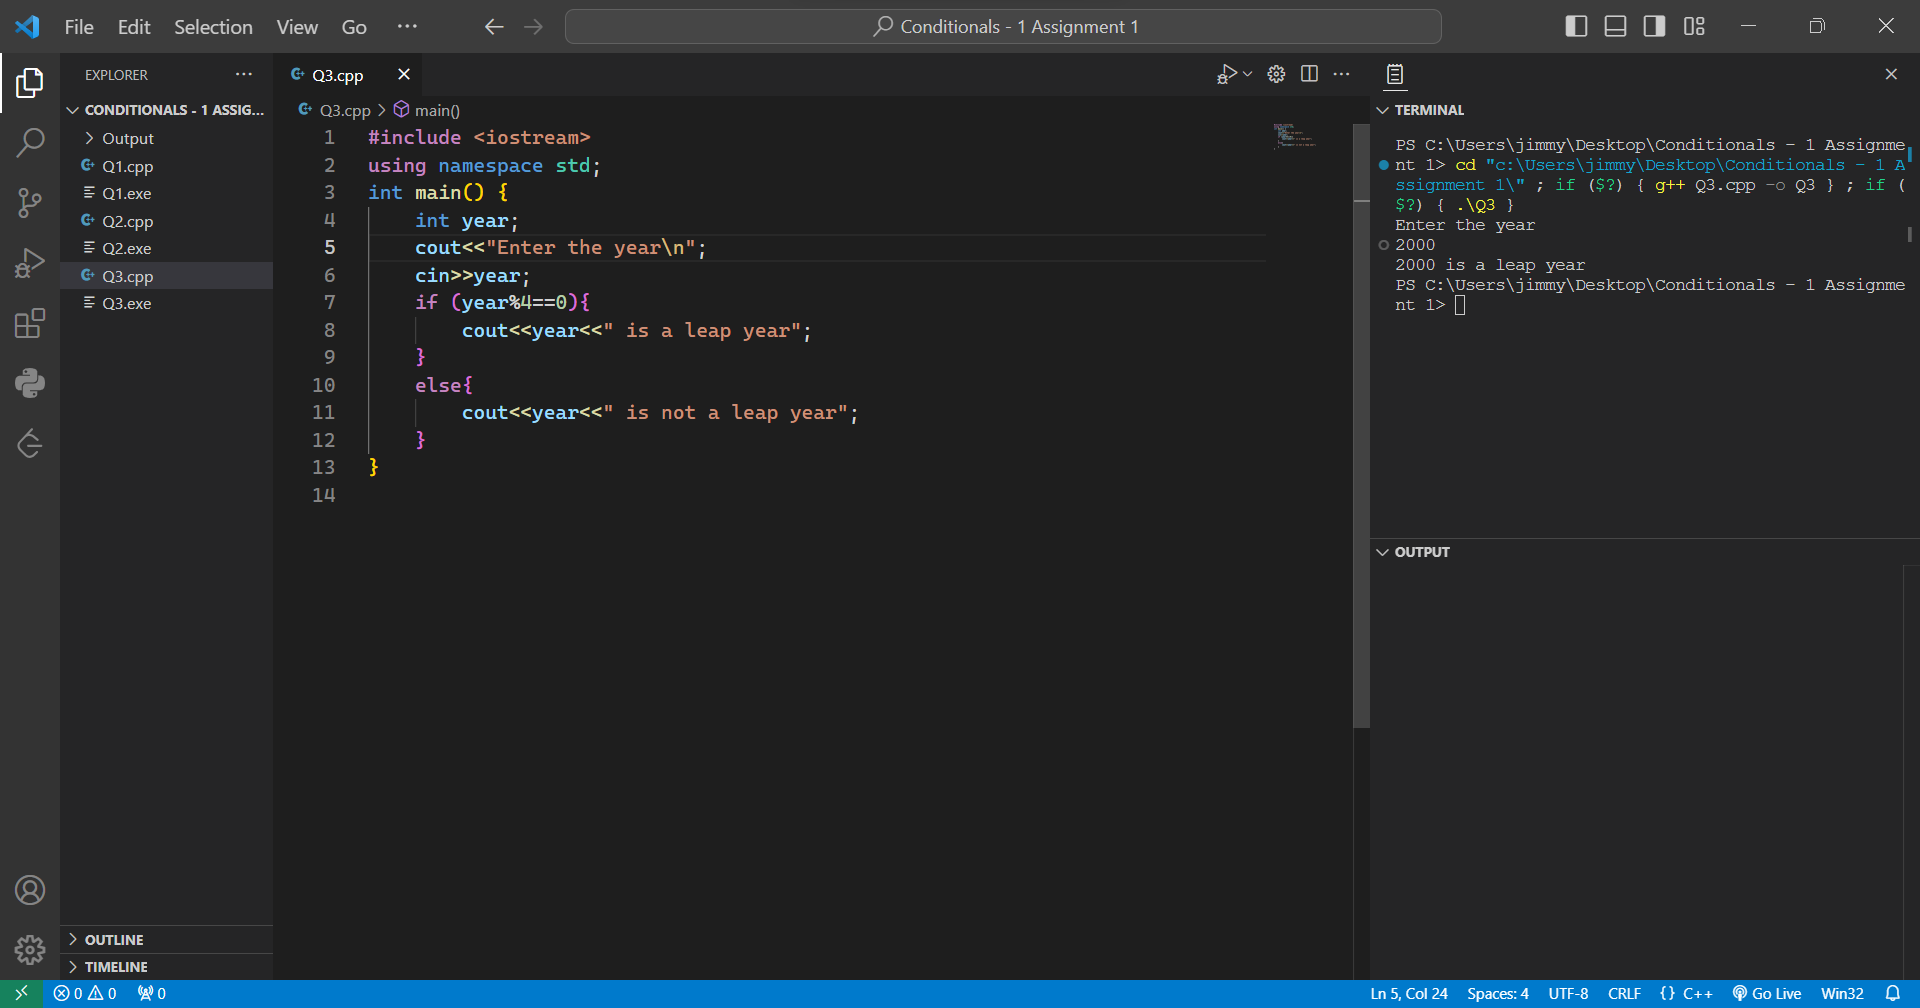 File Edit Selection View Go ··· Conditionals - 1 Assignment 1
EXPLORER ···
CONDITIONALS - 1 ASSIG...
Output
Q1.cpp
Q1.exe
Q2.cpp
Q2.exe
Q3.cpp
Q3.exe
OUTLINE
TIMELINE
Q3.cpp
Q3.cpp > main()
1 #include <iostream>
2 using namespace std;
3 int main() {
4 int year;
5 cout<<"Enter the year\n";
6 cin>>year;
7 if (year%4==0){
8 cout<<year<<" is a leap year";
9 }
10 else{
11 cout<<year<<" is not a leap year";
12 }
13 }
14
TERMINAL
PS C:\Users\jimmy\Desktop\Conditionals - 1 Assignme
nt 1> cd "c:\Users\jimmy\Desktop\Conditionals - 1 A
ssignment 1\" ; if ($?) { g++ Q3.cpp -o Q3 } ; if (
$?) { .\Q3 }
Enter the year
2000
2000 is a leap year
PS C:\Users\jimmy\Desktop\Conditionals - 1 Assignme
nt 1>
OUTPUT
0 0 0 Ln 5, Col 24 Spaces: 4 UTF-8 CRLF {} C++ Go Live Win32